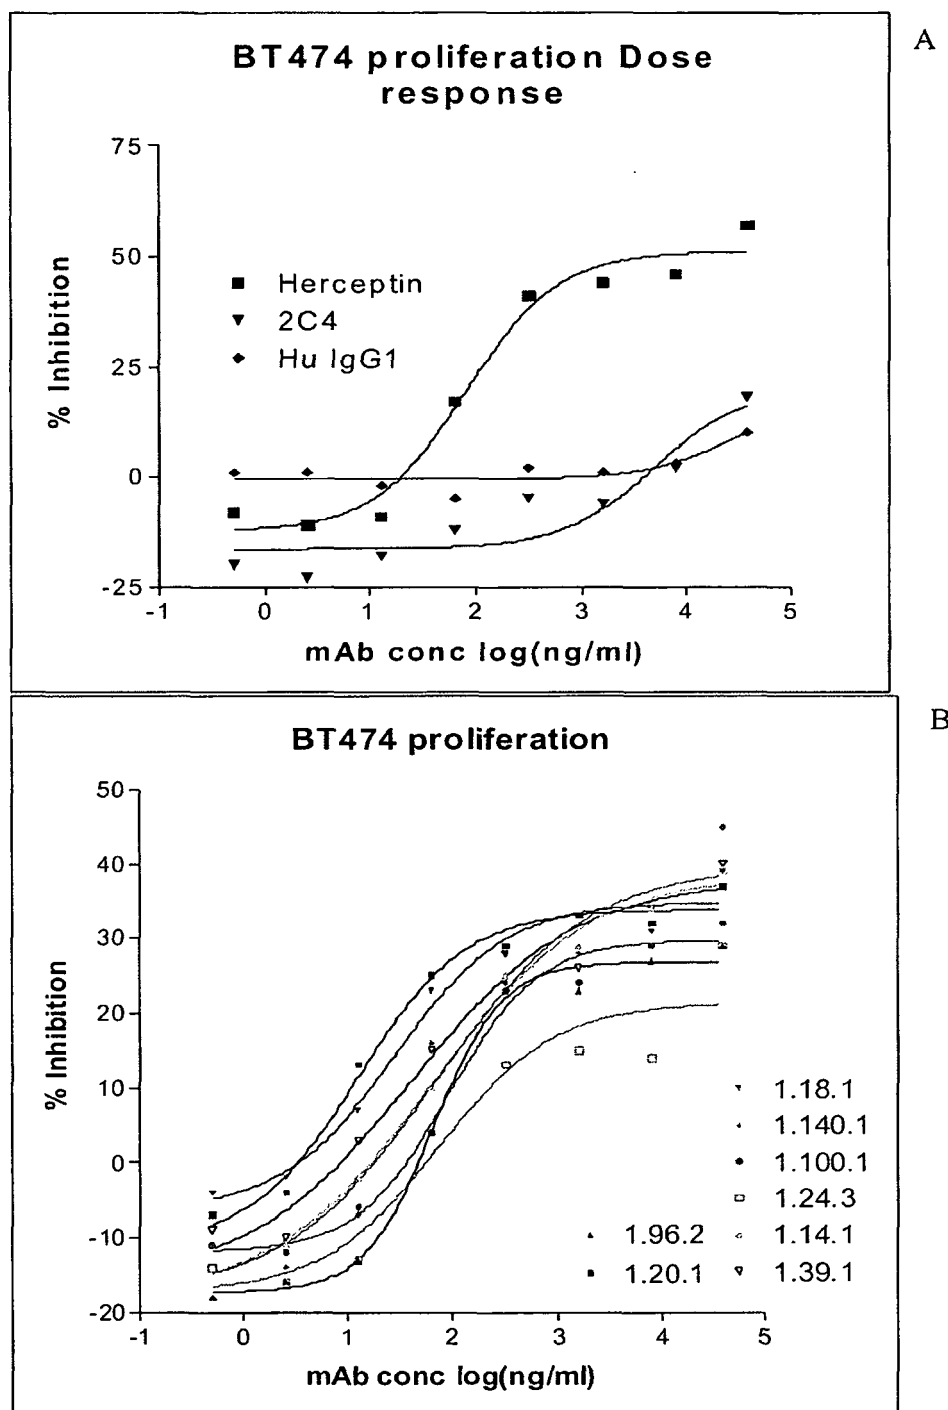 A
BT474 proliferation Dose
response
75
50
25
0
-25
% Inhibition
Herceptin
2C4
Hu IgG1
-1 0 1 2 3 4 5
mAb conc log(ng/ml)
B
BT474 proliferation
50
40
30
20
10
0
-10
-20
% Inhibition
1.18.1
1.140.1
1.100.1
1.24.3
1.96.2 1.14.1
1.20.1 1.39.1
-1 0 1 2 3 4 5
mAb conc log(ng/ml)